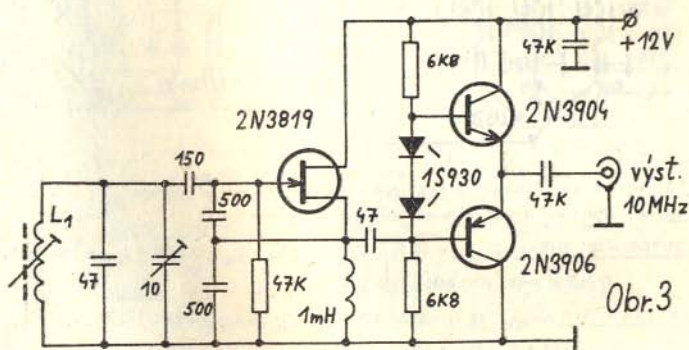 47K
+12V
6K8
2N3819
2N3904
150
1S930
výst.
L1
500
47
47K
10MHz
47
10
500
47K
1mH
6K8
2N3906
Obr.3